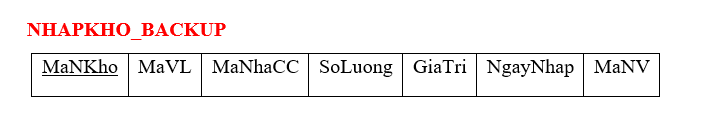 NHAPKHO_BACKUP
MaNKho MaVL MaNhaCC SoLuong GiaTri NgayNhap MaNV